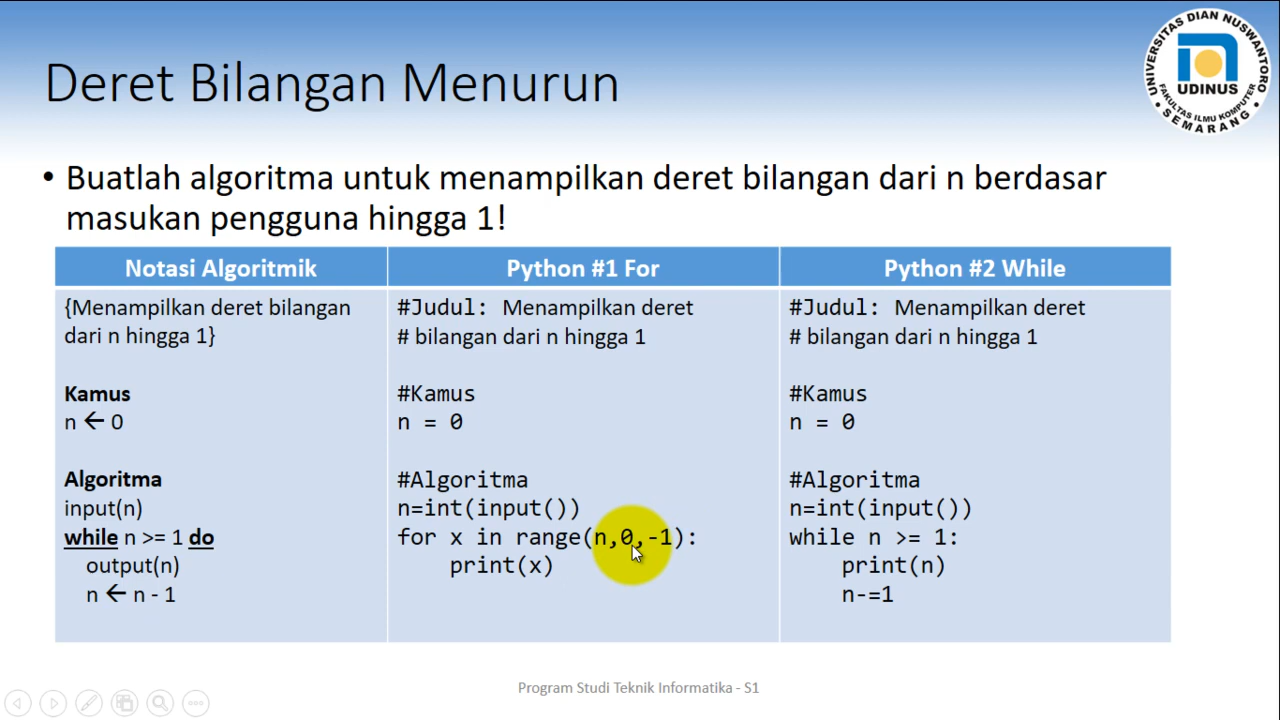 Deret Bilangan Menurun
UNIVERSITAS DIAN NUSWANTORO
UDINUS
FAKULTAS ILMU KOMPUTER
• SEMARANG •
• Buatlah algoritma untuk menampilkan deret bilangan dari n berdasar
masukan pengguna hingga 1!
Notasi Algoritmik
{Menampilkan deret bilangan
dari n hingga 1}
Kamus
n ← 0
Algoritma
input(n)
while n >= 1 do
output(n)
n ← n - 1
Python #1 For
#Judul: Menampilkan deret
# bilangan dari n hingga 1
#Kamus
n = 0
#Algoritma
n=int(input())
for x in range(n,0,-1):
print(x)
Python #2 While
#Judul: Menampilkan deret
# bilangan dari n hingga 1
#Kamus
n = 0
#Algoritma
n=int(input())
while n >= 1:
print(n)
n-=1
Program Studi Teknik Informatika - S1